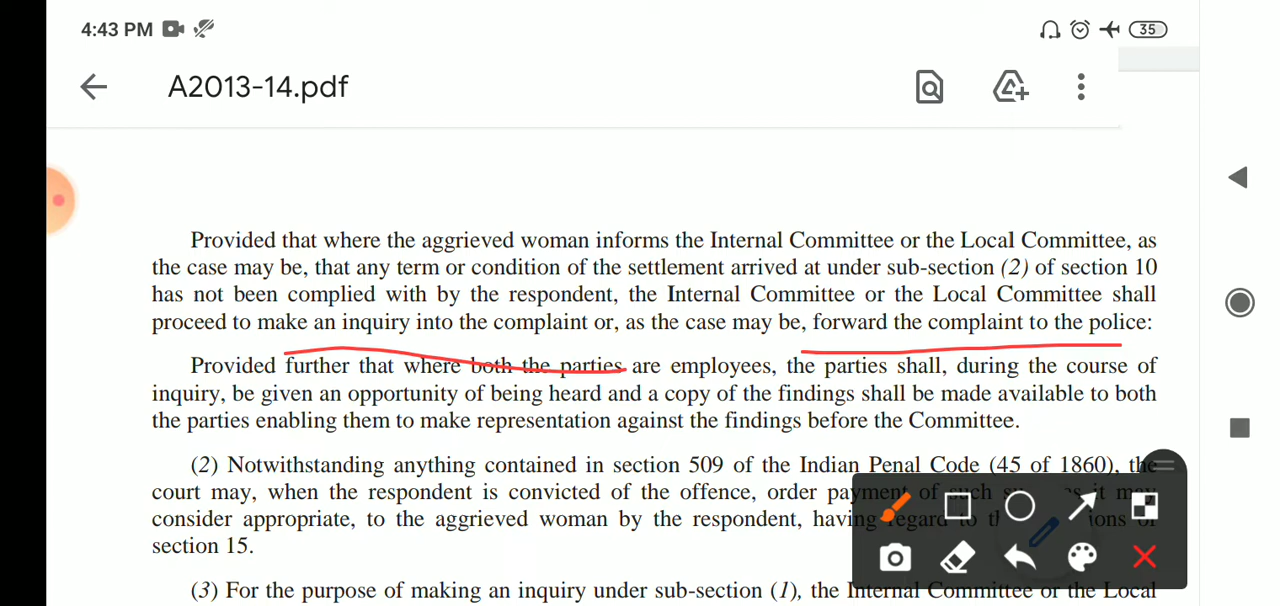 4:43 PM
35
A2013-14.pdf
Provided that where the aggrieved woman informs the Internal Committee or the Local Committee, as
the case may be, that any term or condition of the settlement arrived at under sub-section (2) of section 10
has not been complied with by the respondent, the Internal Committee or the Local Committee shall
proceed to make an inquiry into the complaint or, as the case may be, forward the complaint to the police:
Provided further that where both the parties are employees, the parties shall, during the course of
inquiry, be given an opportunity of being heard and a copy of the findings shall be made available to both
the parties enabling them to make representation against the findings before the Committee.
(2) Notwithstanding anything contained in section 509 of the Indian Penal Code (45 of 1860), the
court may, when the respondent is convicted of the offence, order payment of such as it may
consider appropriate, to the aggrieved woman by the respondent, having regard to
section 15.
(3) For the purpose of making an inquiry under sub-section (1), the Internal Committee or the Local